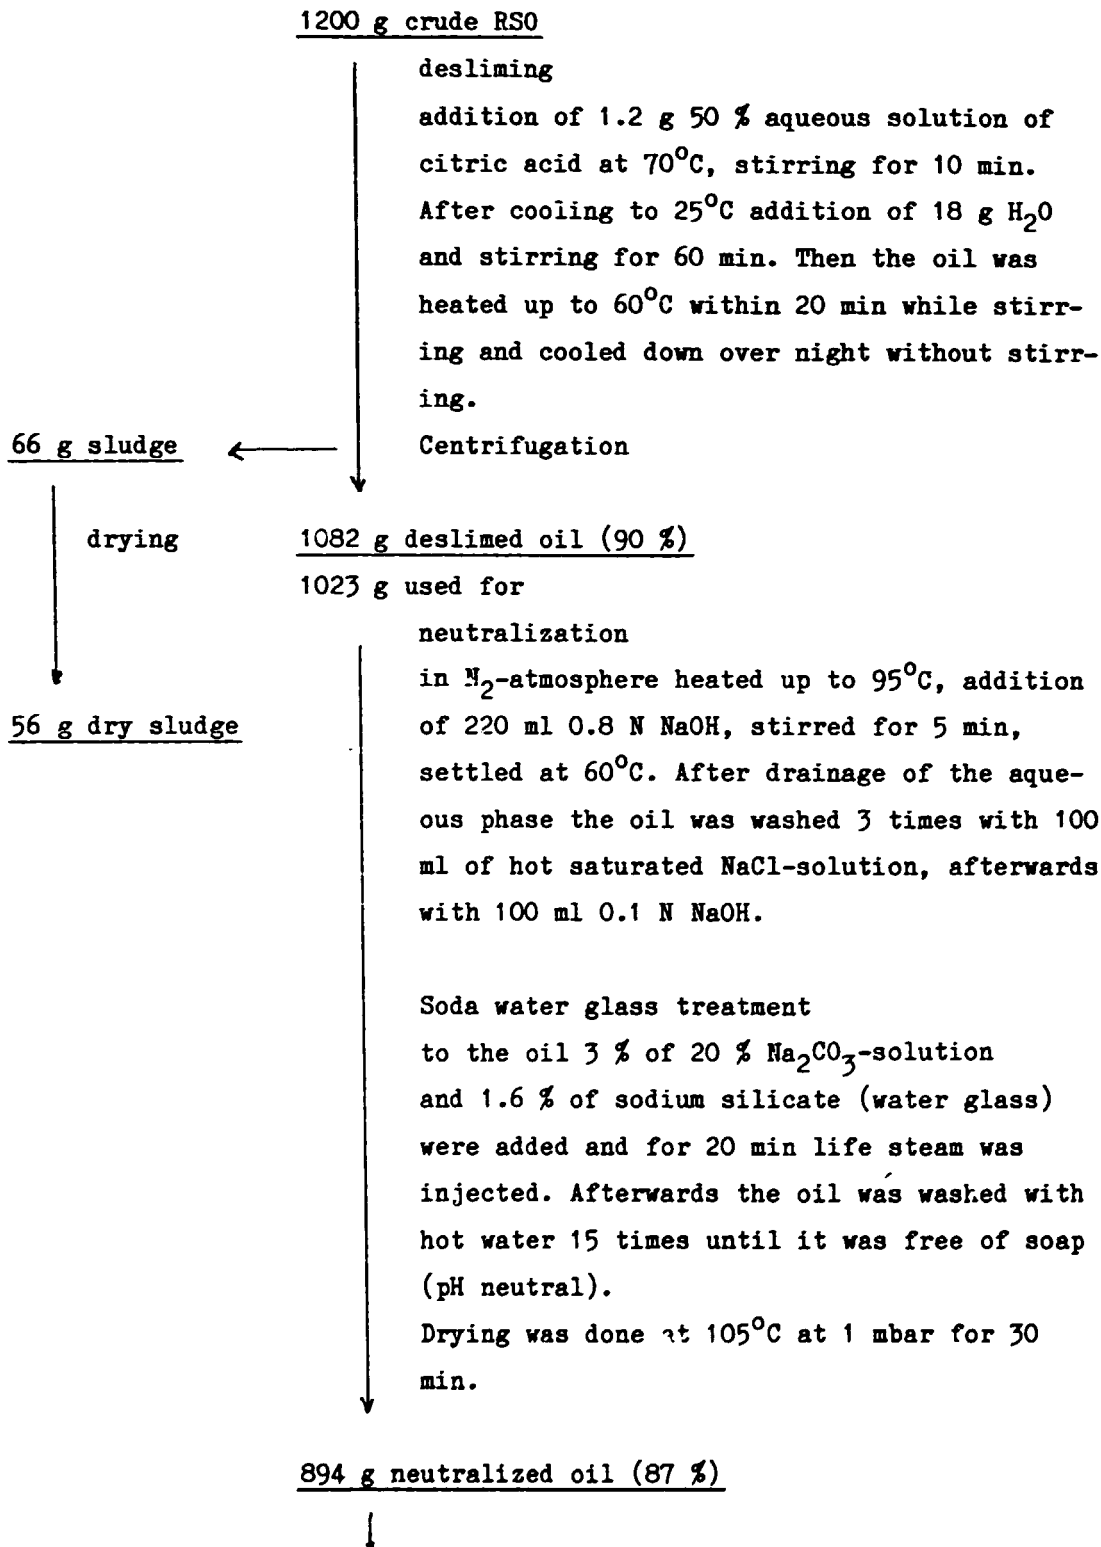 1200 g crude RSO
desliming
addition of 1.2 g 50 % aqueous solution of
citric acid at 70°C, stirring for 10 min.
After cooling to 25°C addition of 18 g H₂O
and stirring for 60 min. Then the oil was
heated up to 60°C within 20 min while stirr-
ing and cooled down over night without stirr-
ing.
66 g sludge
Centrifugation
drying
1082 g deslimed oil (90 %)
1023 g used for
neutralization
in N₂-atmosphere heated up to 95°C, addition
56 g dry sludge
of 220 ml 0.8 N NaOH, stirred for 5 min,
settled at 60°C. After drainage of the aque-
ous phase the oil was washed 3 times with 100
ml of hot saturated NaCl-solution, afterwards
with 100 ml 0.1 N NaOH.
Soda water glass treatment
to the oil 3 % of 20 % Na₂CO₃-solution
and 1.6 % of sodium silicate (water glass)
were added and for 20 min life steam was
injected. Afterwards the oil was washed with
hot water 15 times until it was free of soap
(pH neutral).
Drying was done at 105°C at 1 mbar for 30
min.
894 g neutralized oil (87 %)